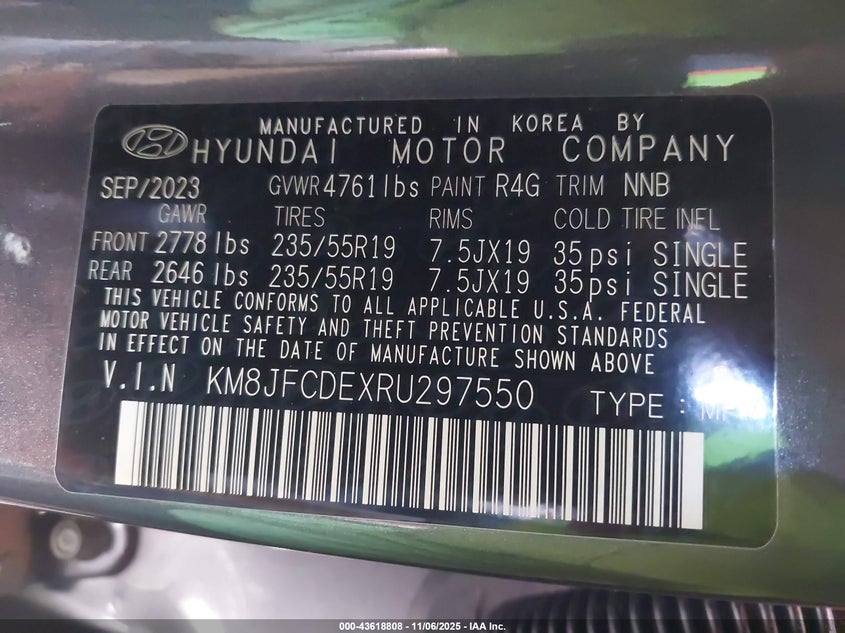 MANUFACTURED IN KOREA BY
HYUNDAI MOTOR COMPANY
SEP/2023 GVWR 4761 lbs PAINT R4G TRIM NNB
GAWR TIRES RIMS COLD TIRE INFL
FRONT 2778 lbs 235/55R19 7.5JX19 35psi SINGLE
REAR 2646 lbs 235/55R19 7.5JX19 35psi SINGLE
THIS VEHICLE CONFORMS TO ALL APPLICABLE U.S.A. FEDERAL
MOTOR VEHICLE SAFETY AND THEFT PREVENTION STANDARDS
IN EFFECT ON THE DATE OF MANUFACTURE SHOWN ABOVE
V.I.N KM8JFCDEXRU297550 TYPE :
000-43618808 - 11/06/2025 - IAA Inc.